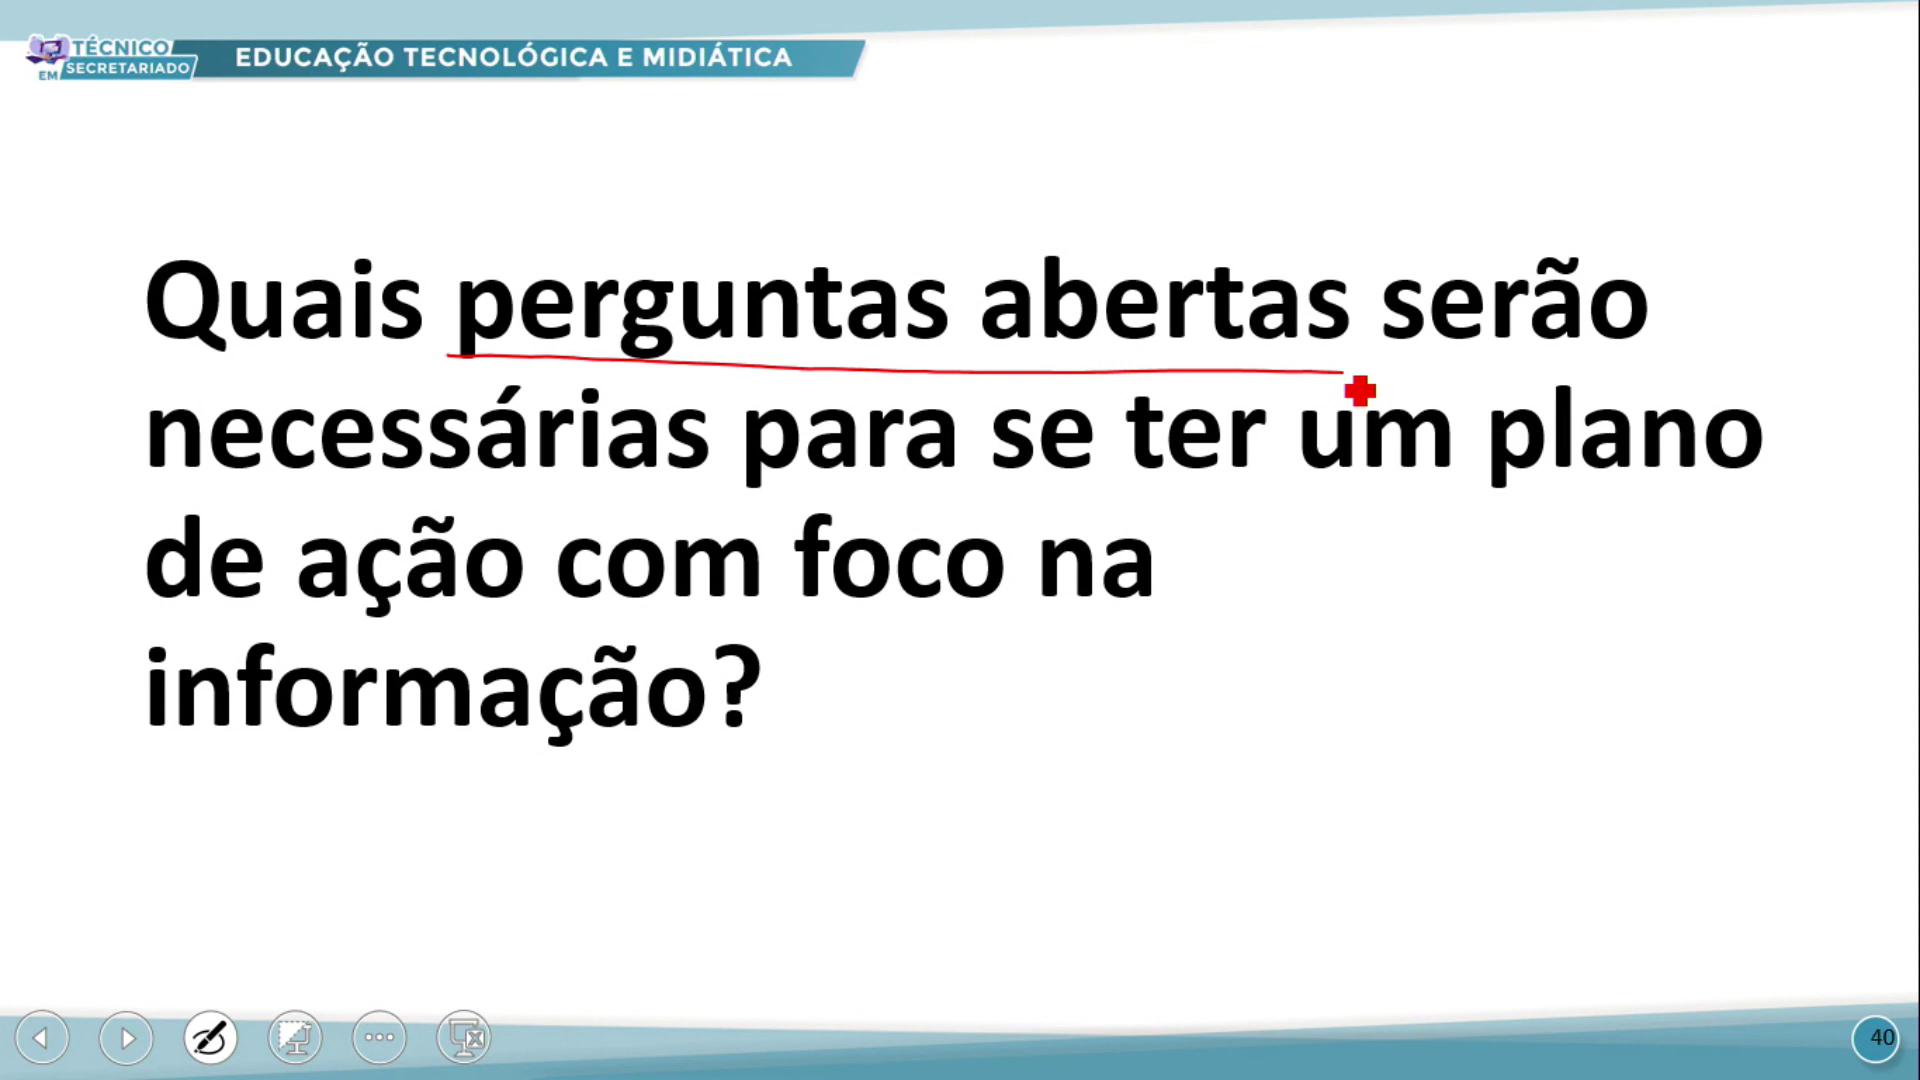 TÉCNICO
EM SECRETARIADO
EDUCAÇÃO TECNOLÓGICA E MIDIÁTICA
Quais perguntas abertas serão
necessárias para se ter um plano
de ação com foco na
informação?
40